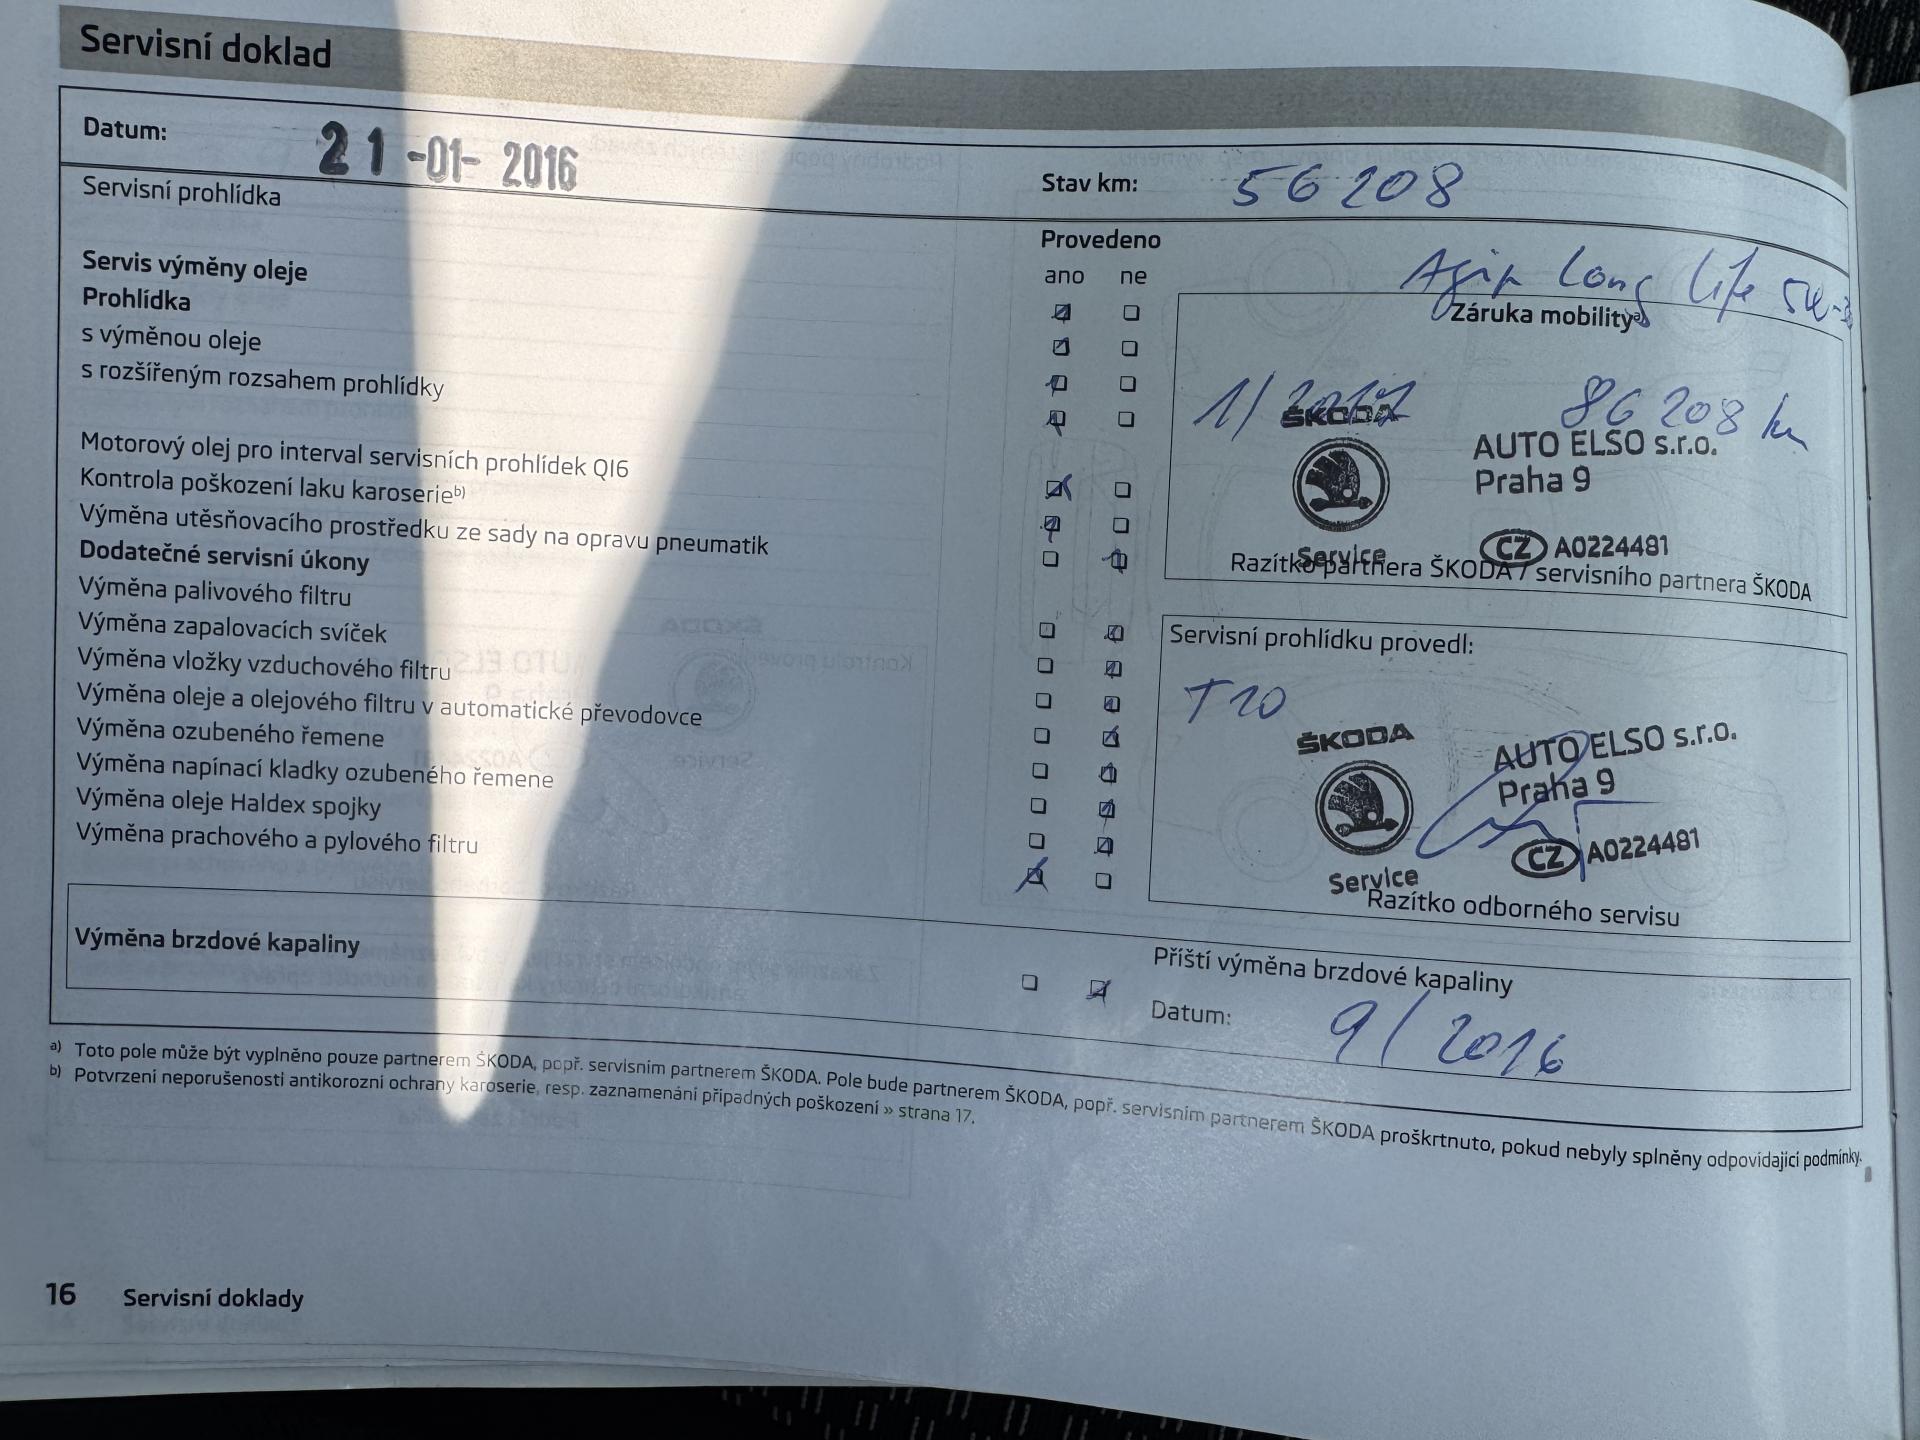 Servisní doklad
Datum: 21 -01- 2016
Stav km: 56208
Servisní prohlídka
Provedeno
ano ne
Servis výměny oleje
Prohlídka
s výměnou oleje
s rozšířeným rozsahem prohlídky
Motorový olej pro interval servisních prohlídek QI6
Kontrola poškození laku karoserie b)
Výměna utěsňovacího prostředku ze sady na opravu pneumatik
Dodatečné servisní úkony
Výměna palivového filtru
Výměna zapalovacích svíček
Výměna vložky vzduchového filtru
Výměna oleje a olejového filtru v automatické převodovce
Výměna ozubeného řemene
Výměna napínací kladky ozubeného řemene
Výměna oleje Haldex spojky
Výměna prachového a pylového filtru
Agip Long Life
Záruka mobility a)
1/2017 86208 km
ŠKODA
AUTO ELSO s.r.o.
Praha 9
CZ A0224481
Service
Razítko partnera ŠKODA / servisního partnera ŠKODA
Servisní prohlídku provedl:
T20
ŠKODA
AUTO ELSO s.r.o.
Praha 9
CZ A0224481
Service
Razítko odborného servisu
Výměna brzdové kapaliny
Příští výměna brzdové kapaliny
Datum: 9/2016
a) Toto pole může být vyplněno pouze partnerem ŠKODA, popř. servisním partnerem ŠKODA. Pole bude partnerem ŠKODA, popř. servisním partnerem ŠKODA proškrtnuto, pokud nebyly splněny odpovídající podmínky.
b) Potvrzení neporušenosti antikorozní ochrany karoserie, resp. zaznamenání případných poškození » strana 17.
16 Servisní doklady